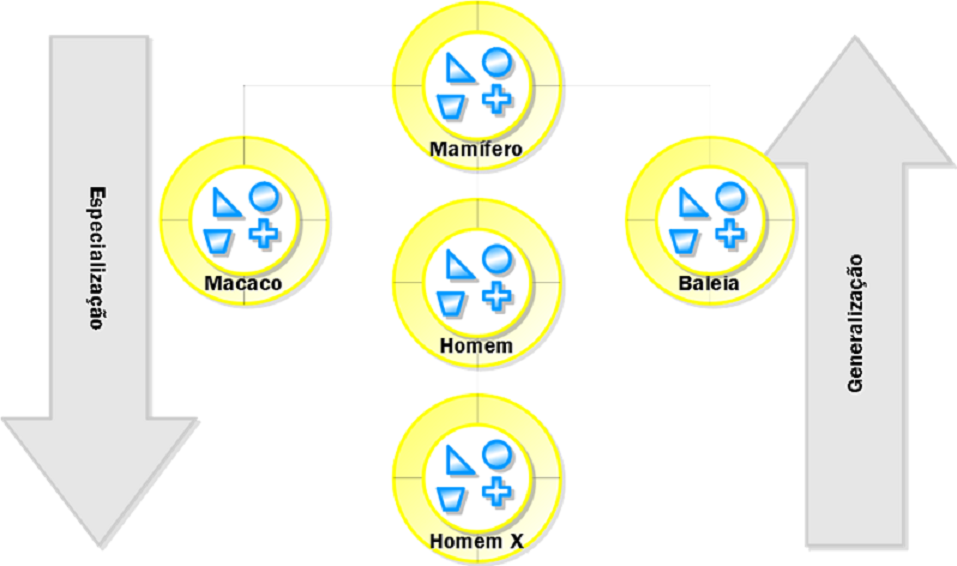 Mamífero
Especialização
Macaco
Baleia
Homem
Generalização
Homem X